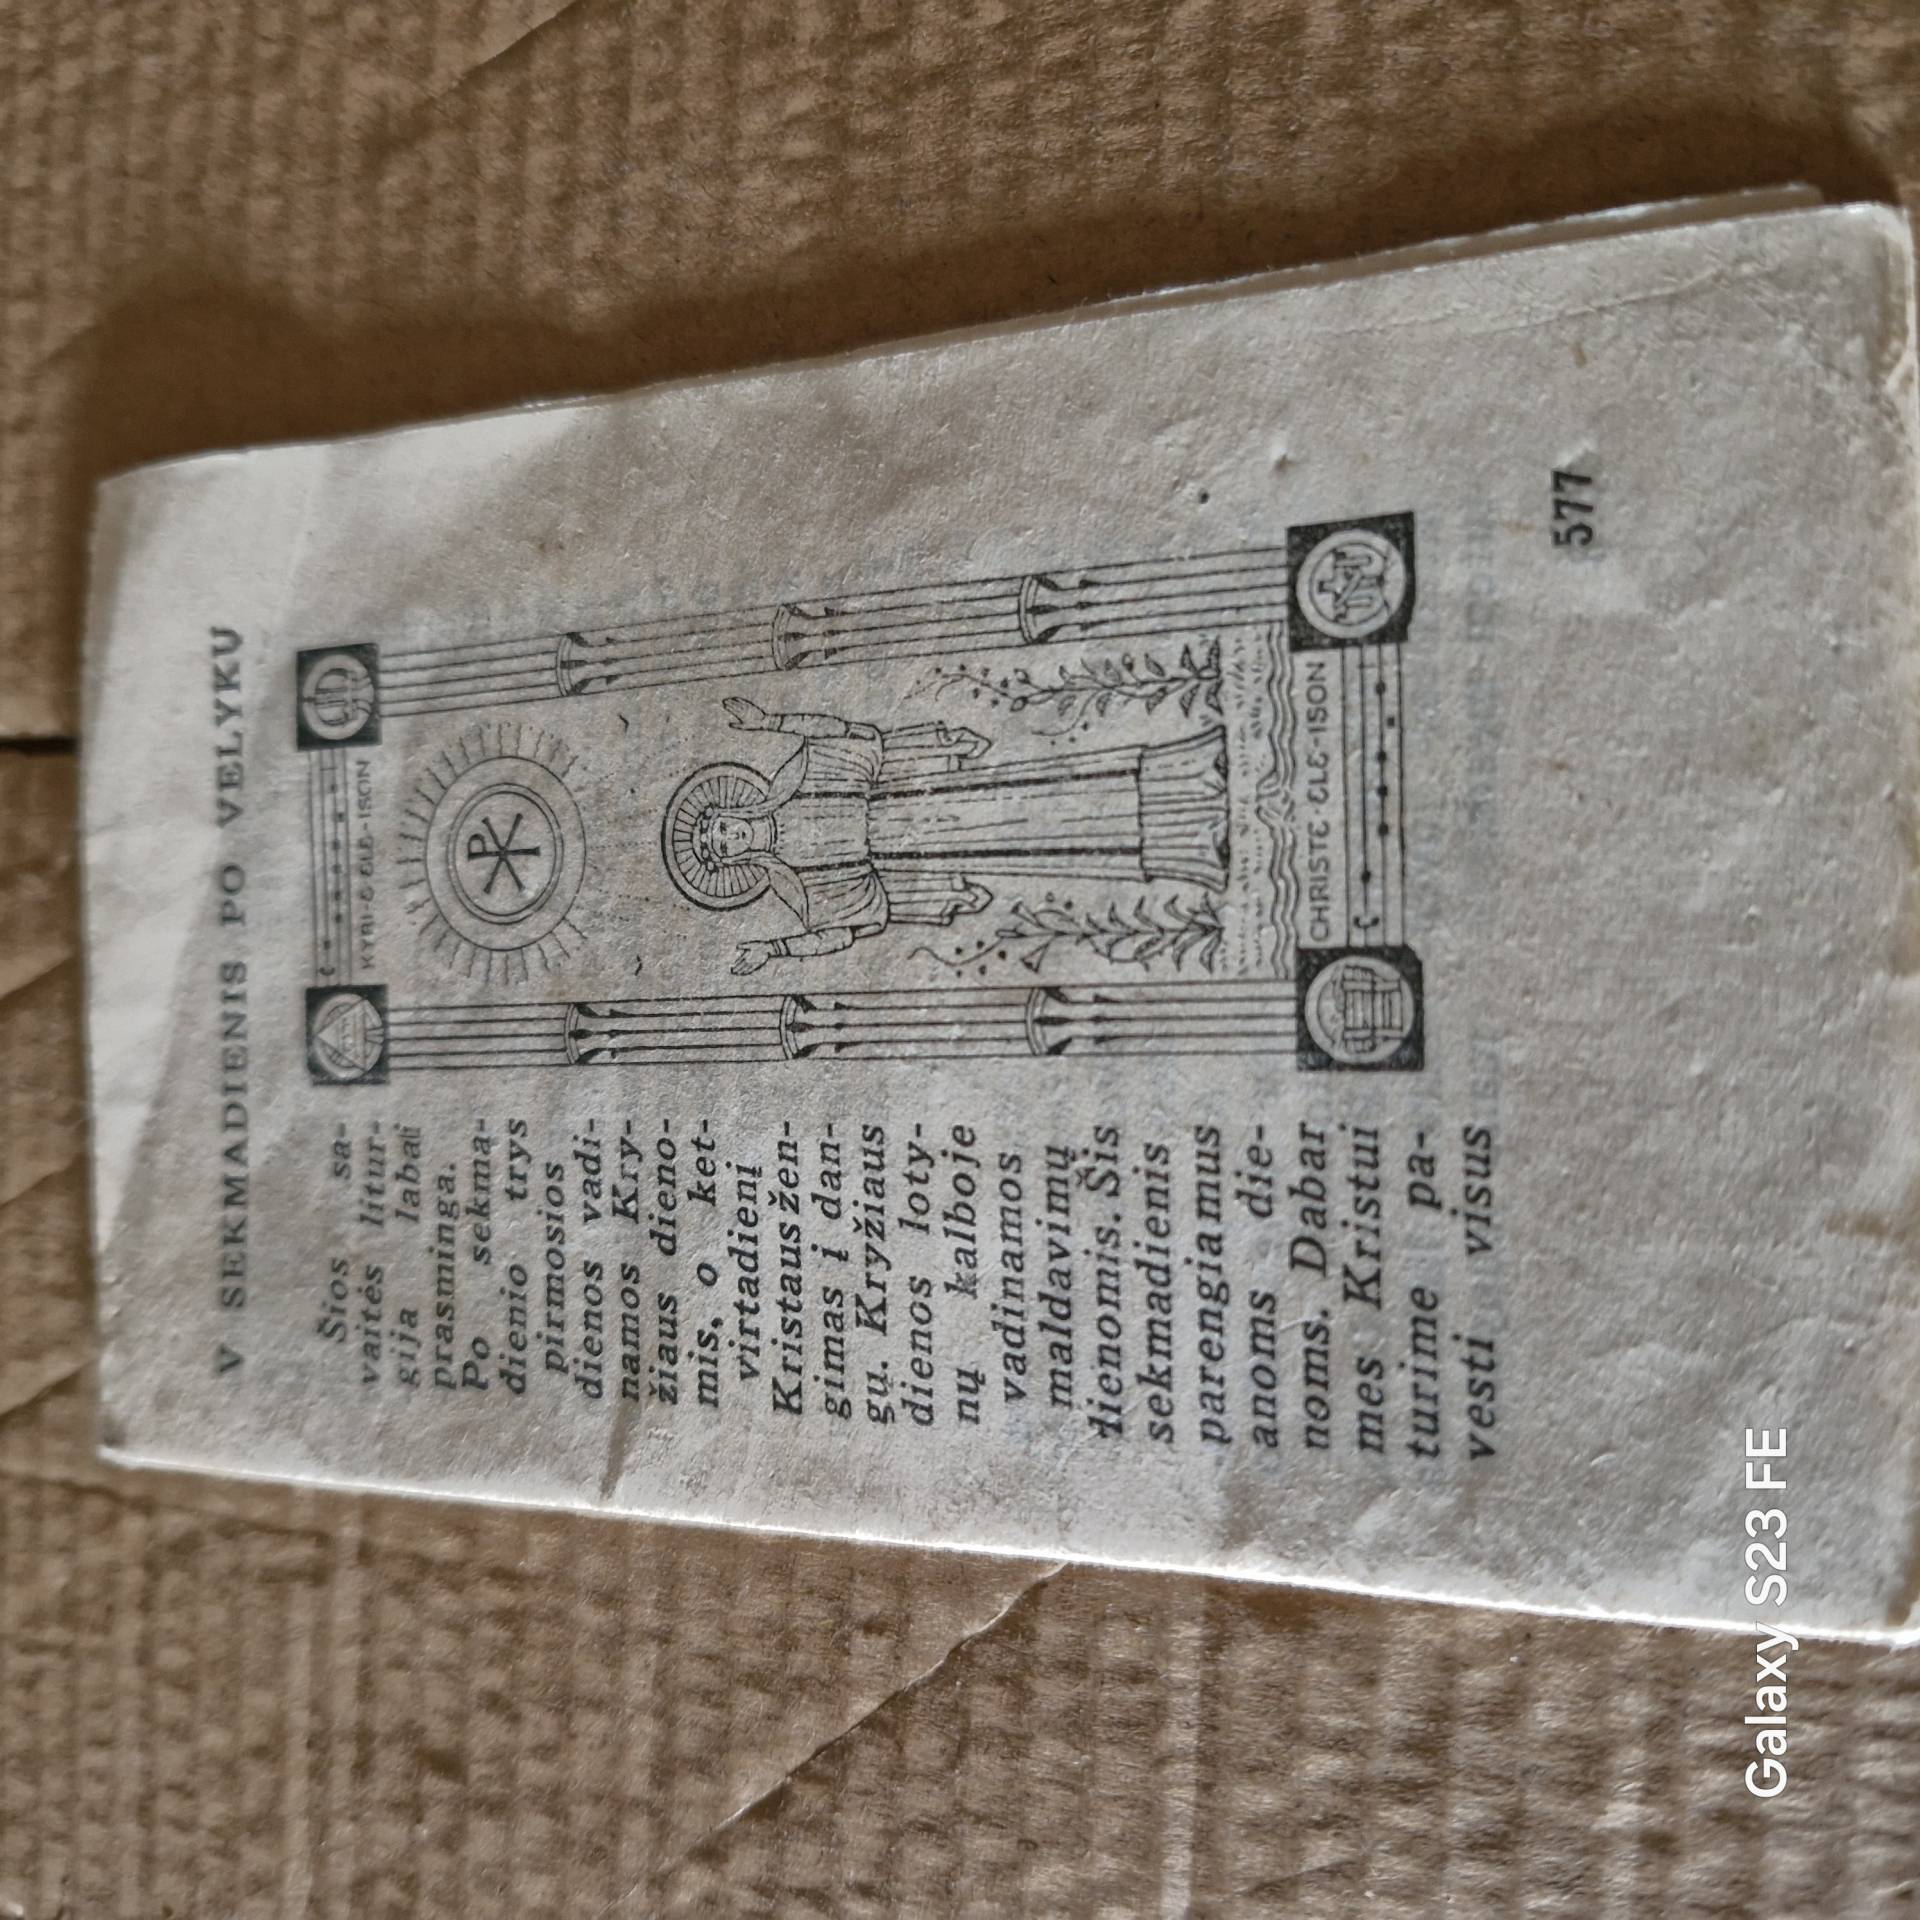 V SEKMADIENIS PO VELYKŲ
Šios sa-
vaitės litur-
gija labai
prasminga.
Po sekma-
dienio trys
pirmosios
dienos vadi-
namos Kry-
žiaus dieno-
mis, o ket-
virtadienį
Kristaus žen-
gimas į dan-
gų. Kryžiaus
dienos loty-
nų kalboje
vadinamos
maldavimų
dienomis. Šis
sekmadienis
parengia mus
anoms die-
noms. Dabar
mes Kristui
turime pa-
vesti visus
KYRI-E ELE-ISON
CHRISTE·ELE-ISON
577
Galaxy S23 FE